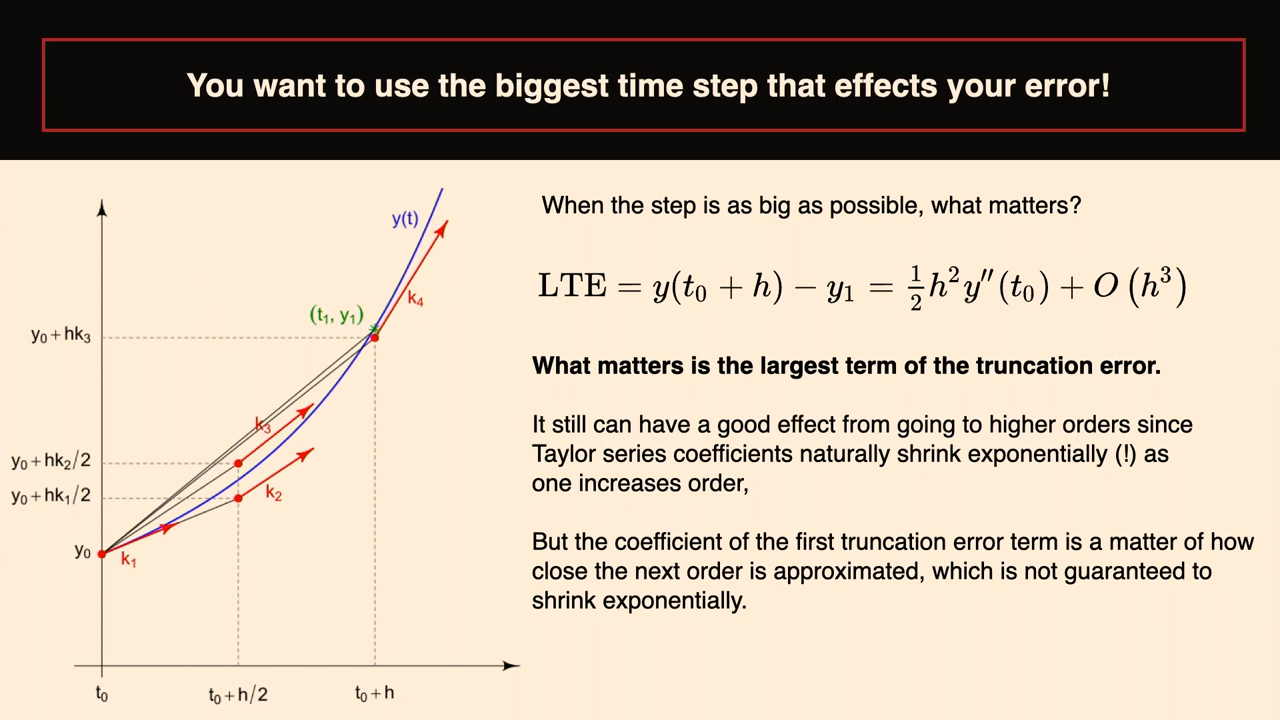 You want to use the biggest time step that effects your error!
When the step is as big as possible, what matters?
LTE = y(t₀ + h) − y₁ = ½h²y″(t₀) + O(h³)
What matters is the largest term of the truncation error.
It still can have a good effect from going to higher orders since
Taylor series coefficients naturally shrink exponentially (!) as
one increases order,
But the coefficient of the first truncation error term is a matter of how
close the next order is approximated, which is not guaranteed to
shrink exponentially.
y(t)
k₄
(t₁, y₁)
y₀+hk₃
k₃
y₀+hk₂/2
k₂
y₀+hk₁/2
y₀
k₁
t₀
t₀+h/2
t₀+h